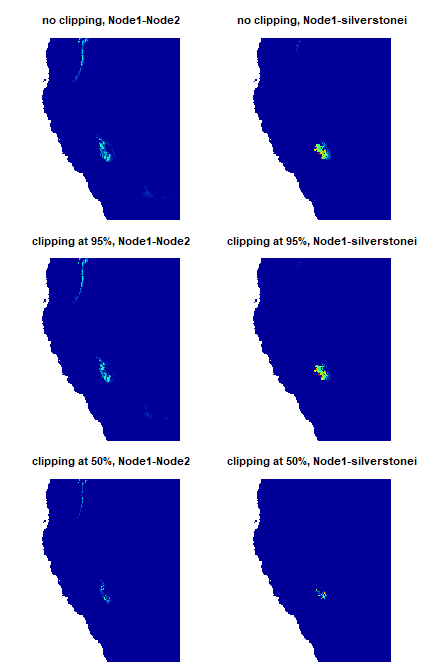 no clipping, Node1-Node2
no clipping, Node1-silverstonei
clipping at 95%, Node1-Node2
clipping at 95%, Node1-silverstonei
clipping at 50%, Node1-Node2
clipping at 50%, Node1-silverstonei